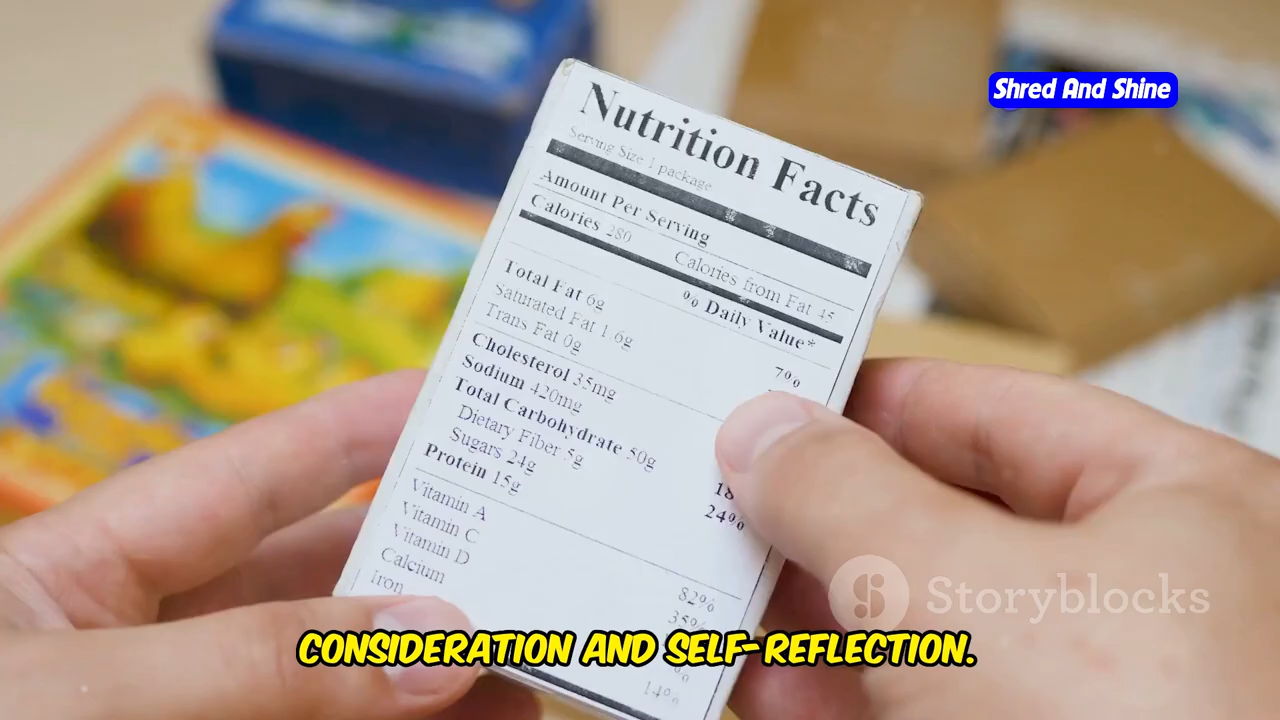 Shred And Shine
Nutrition Facts
Serving Size 1 package
Amount Per Serving
Calories 280 Calories from Fat 45
% Daily Value*
Total Fat 6g 7%
Saturated Fat 1.6g
Trans Fat 0g
Cholesterol 35mg
Sodium 420mg
Total Carbohydrate 50g
Dietary Fiber 5g
24%
Sugars 24g
Protein 15g
Vitamin A 82%
Vitamin C 35%
Vitamin D
Calcium
Iron 14%
Storyblocks
CONSIDERATION AND SELF-REFLECTION.